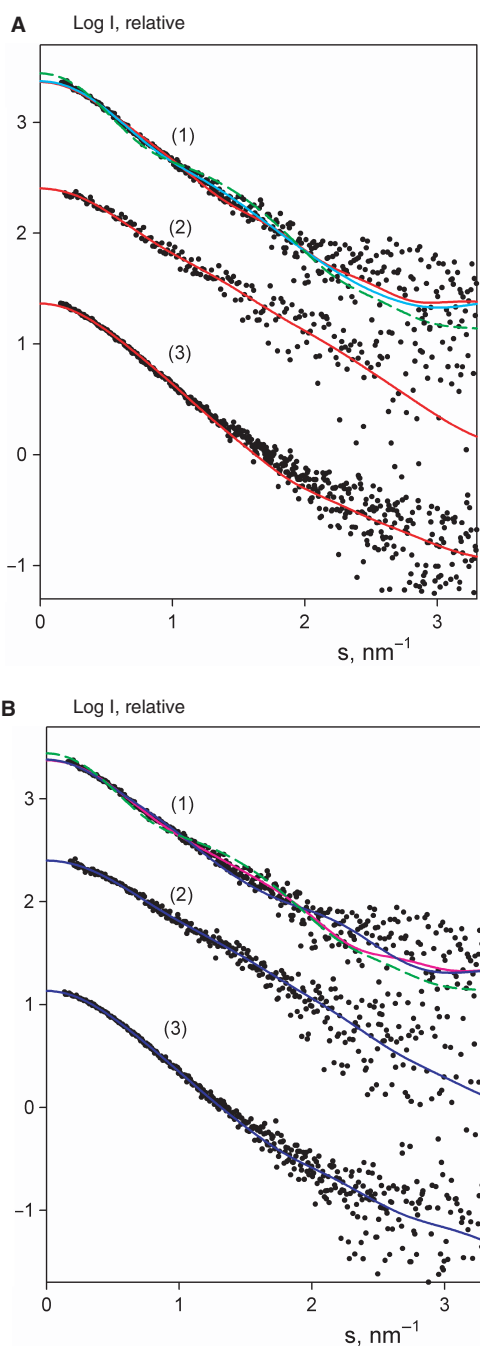 A Log I, relative
3
(1)
2
(2)
1
(3)
0
−1
0 1 2 3
s, nm⁻¹
B Log I, relative
3
(1)
2
(2)
1
(3)
0
−1
0 1 2 3
s, nm⁻¹